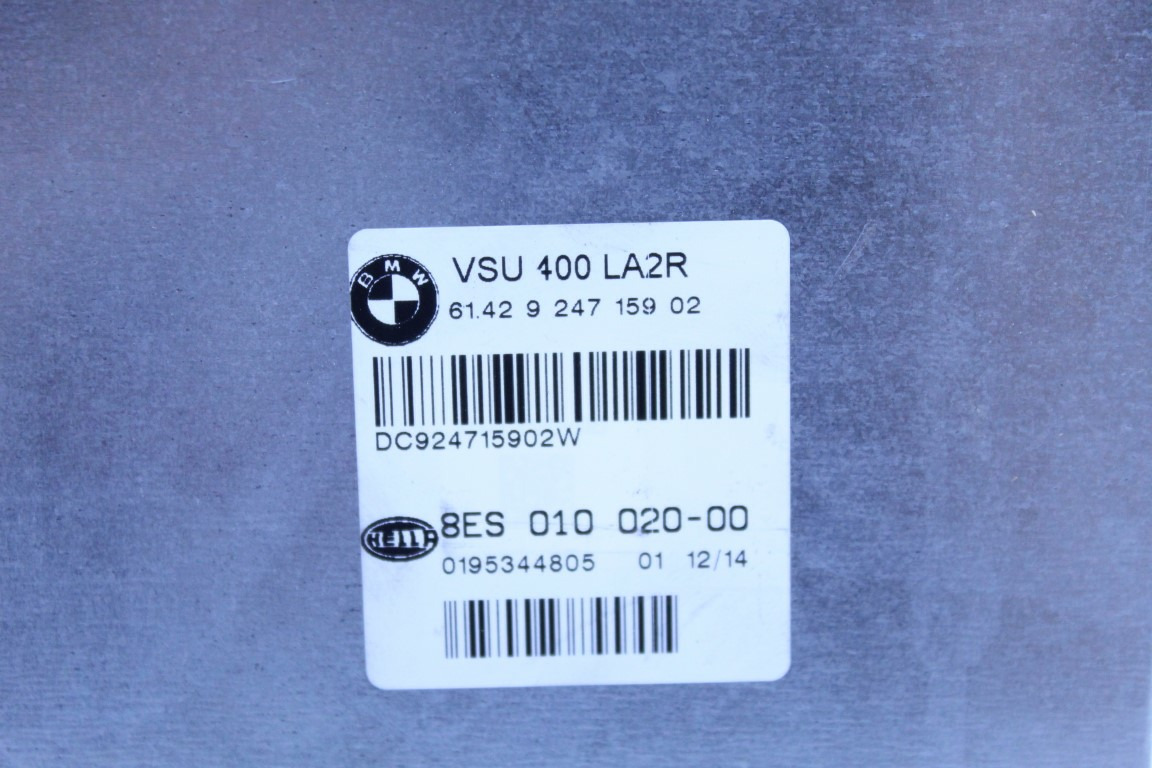 BMW
VSU 400 LA2R
61.42 9 247 159 02
DC924715902W
HELLA
8ES 010 020-00
0195344805 01 12/14